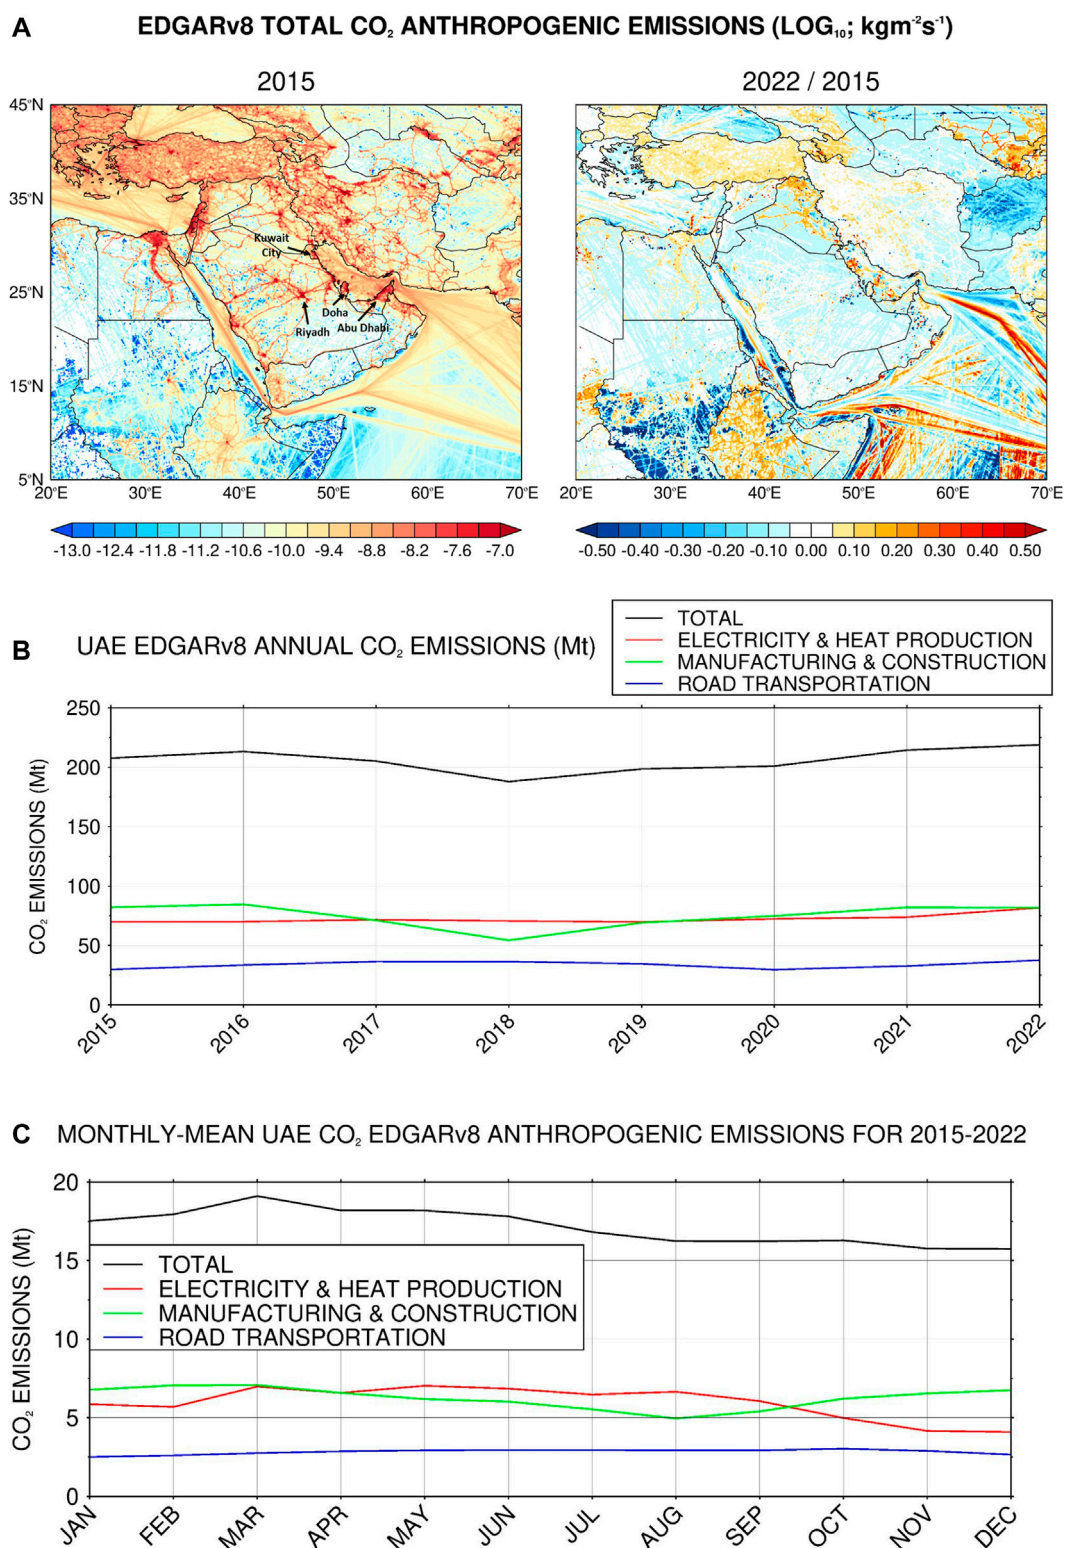 A
EDGARv8 TOTAL CO₂ ANTHROPOGENIC EMISSIONS (LOG₁₀; kgm⁻²s⁻¹)
2015
2022 / 2015
45°N
35°N
25°N
15°N
5°N
Kuwait
City
Doha
Riyadh
Abu Dhabi
20°E 30°E 40°E 50°E 60°E 70°E
20°E 30°E 40°E 50°E 60°E 70°E
-13.0 -12.4 -11.8 -11.2 -10.6 -10.0 -9.4 -8.8 -8.2 -7.6 -7.0
-0.50 -0.40 -0.30 -0.20 -0.10 0.00 0.10 0.20 0.30 0.40 0.50
B
UAE EDGARv8 ANNUAL CO₂ EMISSIONS (Mt)
TOTAL
ELECTRICITY & HEAT PRODUCTION
MANUFACTURING & CONSTRUCTION
ROAD TRANSPORTATION
CO₂ EMISSIONS (Mt)
250
200
150
100
50
0
2015 2016 2017 2018 2019 2020 2021 2022
C
MONTHLY-MEAN UAE CO₂ EDGARv8 ANTHROPOGENIC EMISSIONS FOR 2015-2022
CO₂ EMISSIONS (Mt)
20
15
10
5
0
TOTAL
ELECTRICITY & HEAT PRODUCTION
MANUFACTURING & CONSTRUCTION
ROAD TRANSPORTATION
JAN FEB MAR APR MAY JUN JUL AUG SEP OCT NOV DEC